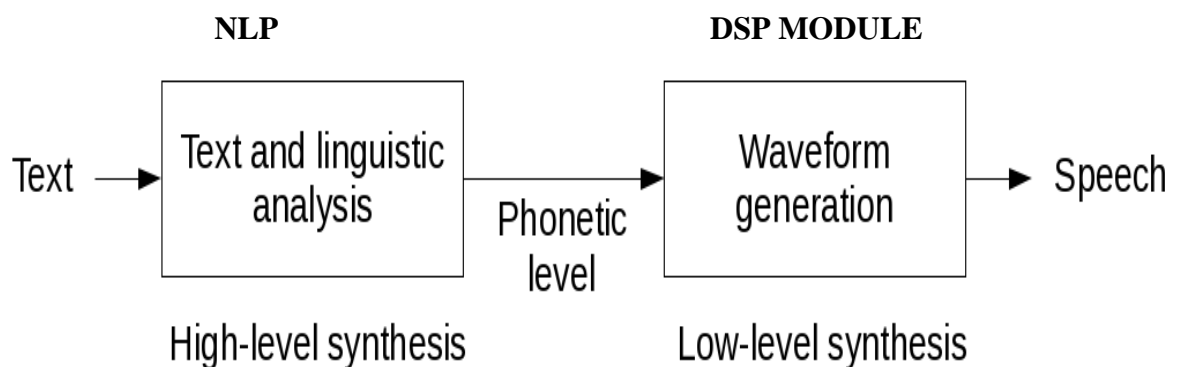 NLP
DSP MODULE
Text
Text and linguistic
analysis
Phonetic
level
Waveform
generation
Speech
High-level synthesis
Low-level synthesis